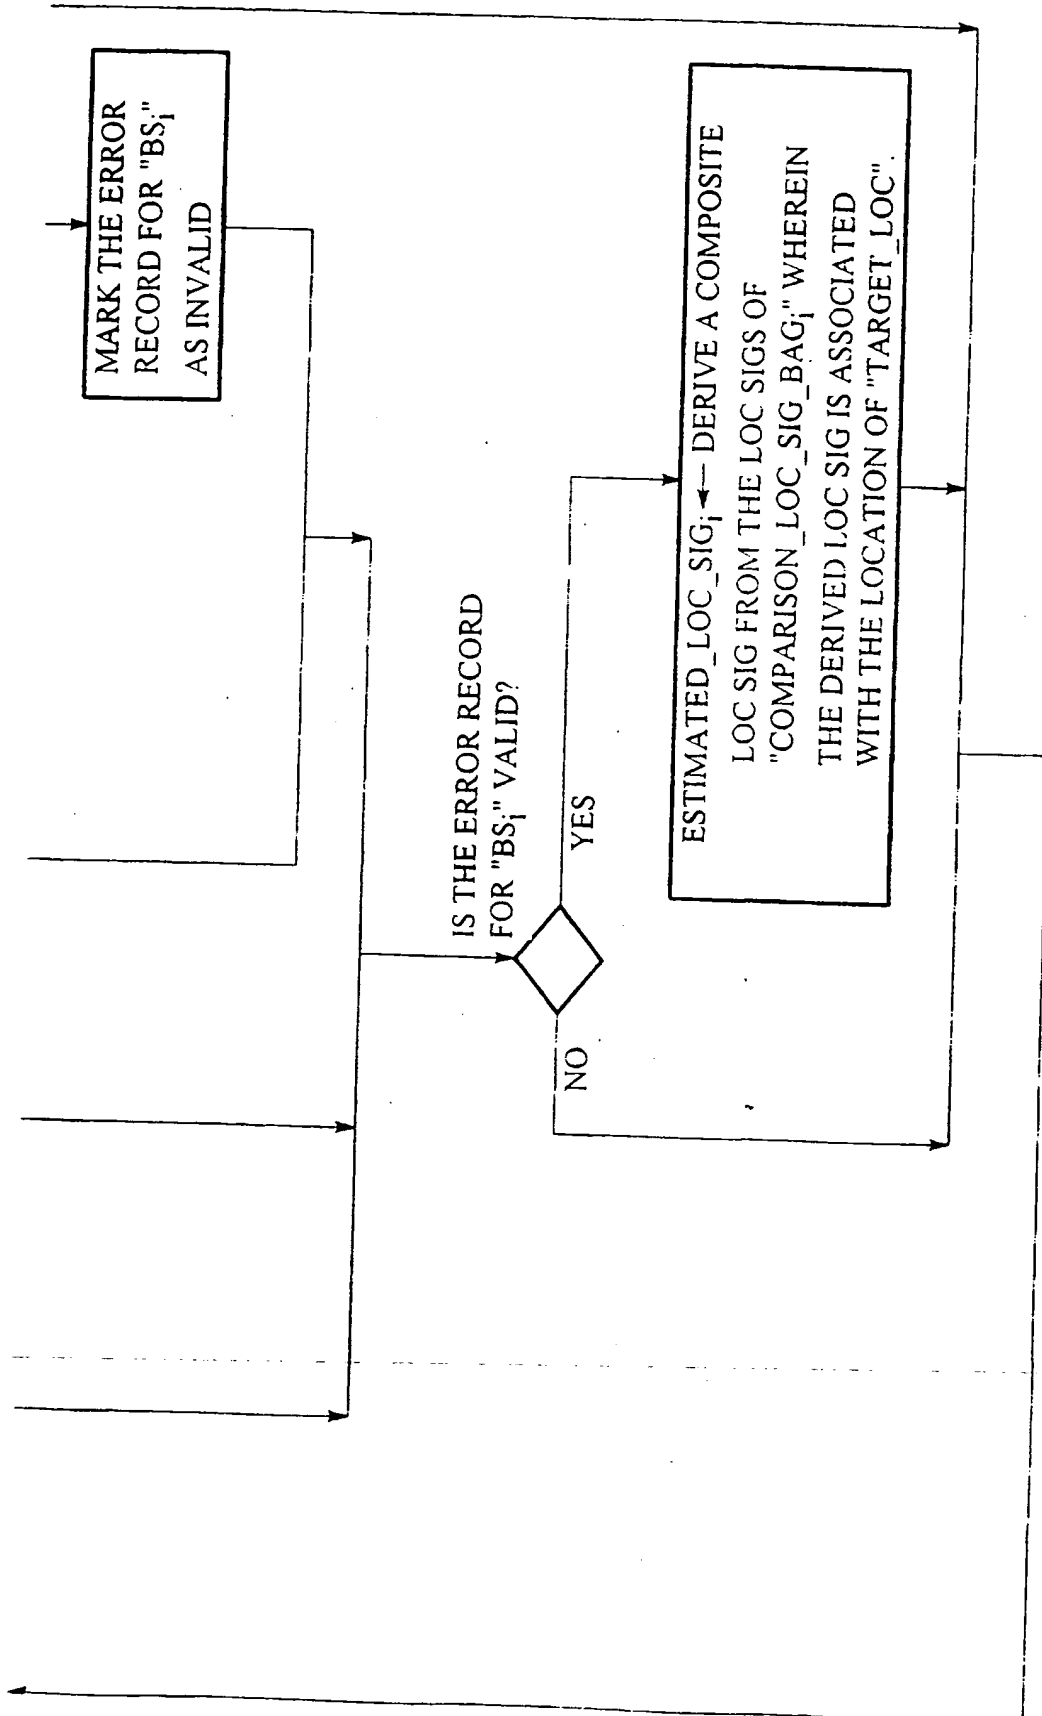 MARK THE ERROR
RECORD FOR "BSi"
AS INVALID
IS THE ERROR RECORD
FOR "BSi" VALID?
NO
YES
ESTIMATED_LOC_SIGi ← DERIVE A COMPOSITE
LOC SIG FROM THE LOC SIGS OF
"COMPARISON_LOC_SIG_BAGi" WHEREIN
THE DERIVED LOC SIG IS ASSOCIATED
WITH THE LOCATION OF "TARGET_LOC".